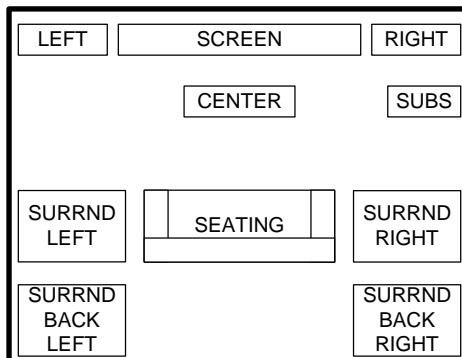 LEFT
SCREEN
RIGHT
CENTER
SUBS
SURRND
LEFT
SEATING
SURRND
RIGHT
SURRND
BACK
LEFT
SURRND
BACK
RIGHT